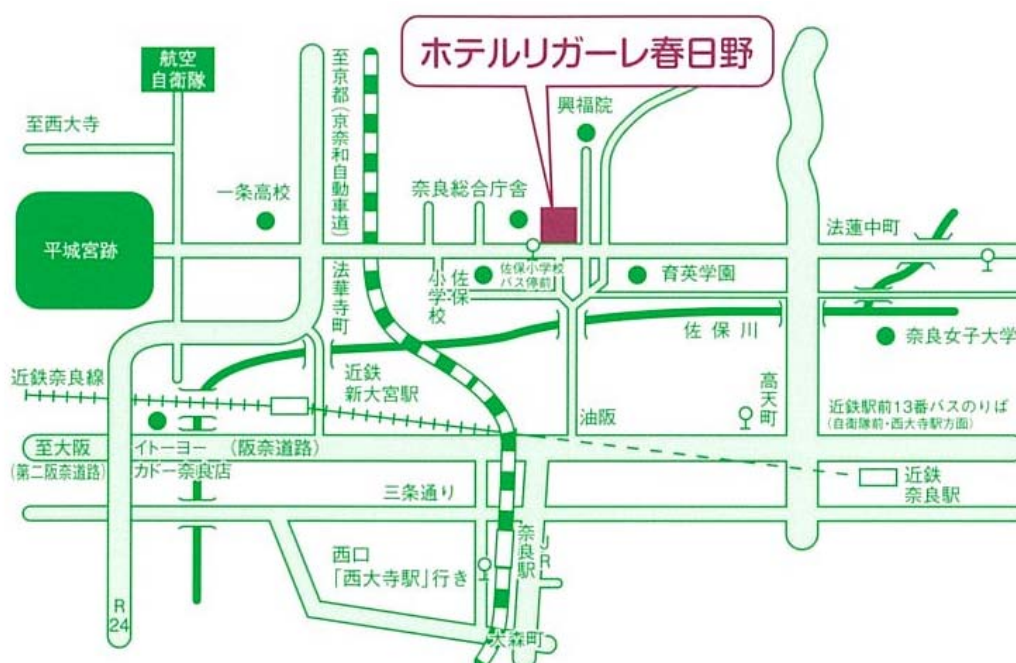 ホテルリガーレ春日野
航空
自衛隊
至京都(京奈和自動車道)
興福院
至西大寺
一条高校
奈良総合庁舎
平城宮跡
法蓮中町
法華寺町
佐保
小学校
佐保小学校
バス停前
育英学園
佐保川
奈良女子大学
近鉄奈良線
近鉄
新大宮駅
油阪
高天町
近鉄駅前13番バスのりば
(自衛隊前・西大寺駅方面)
至大阪
(第二阪奈道路)
イトーヨー
カドー奈良店
(阪奈道路)
近鉄
奈良駅
三条通り
JR
奈良駅
西口
「西大寺駅」行き
R
24
大森町